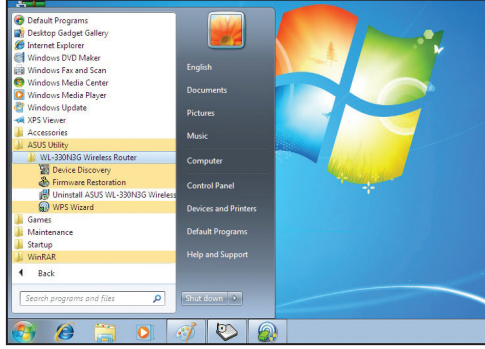 Default Programs
Desktop Gadget Gallery
Internet Explorer
Windows DVD Maker
Windows Fax and Scan
Windows Media Center
Windows Media Player
Windows Update
XPS Viewer
Accessories
ASUS Utility
WL-330N3G Wireless Router
Device Discovery
Firmware Restoration
Uninstall ASUS WL-330N3G Wireless
WPS Wizard
Games
Maintenance
Startup
WinRAR
Back
Search programs and files
English
Documents
Pictures
Music
Computer
Control Panel
Devices and Printers
Default Programs
Help and Support
Shut down